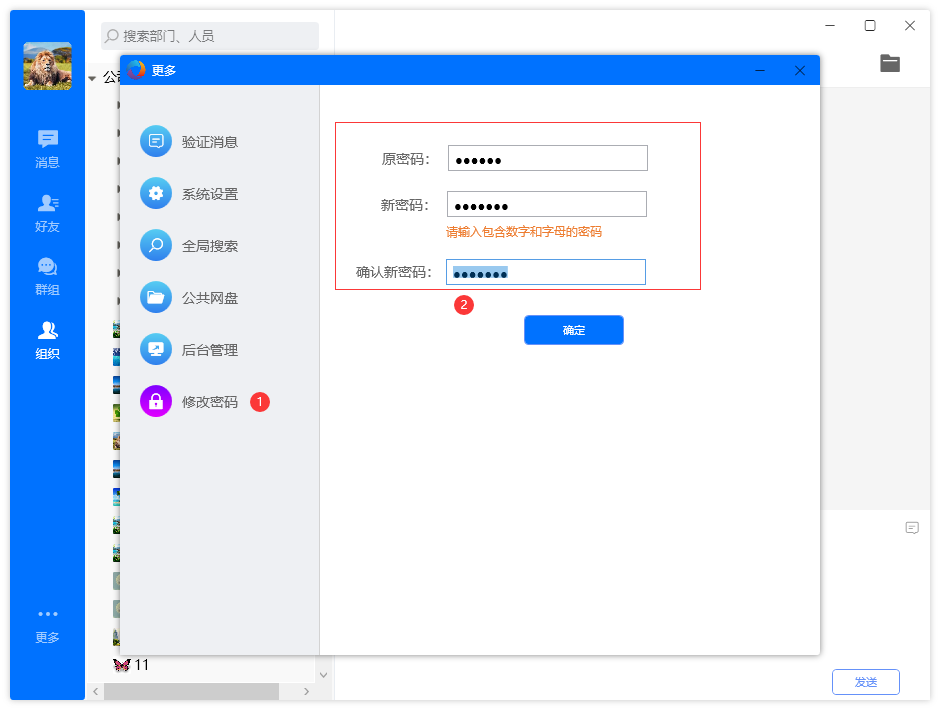 搜索部门、人员
公
更多
消息
好友
群组
组织
更多
验证消息
系统设置
全局搜索
公共网盘
后台管理
修改密码 1
原密码: ●●●●●●
新密码: ●●●●●●●
请输入包含数字和字母的密码
确认新密码: ●●●●●●●
2
确定
11
发送